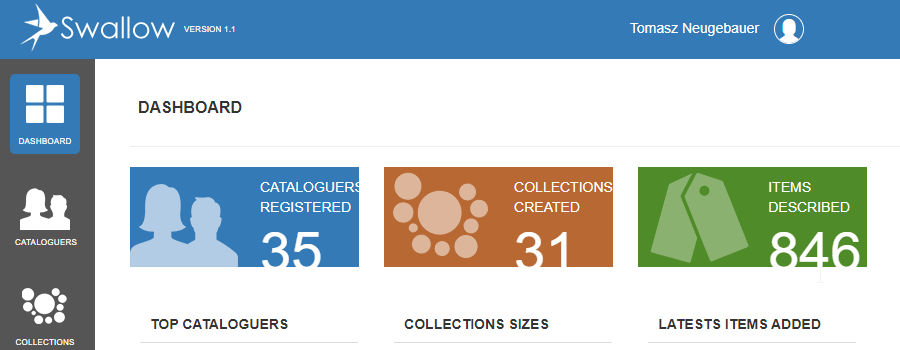 Swallow VERSION 1.1
Tomasz Neugebauer
DASHBOARD
CATALOGUERS
COLLECTIONS
DASHBOARD
CATALOGUERS
REGISTERED
35
COLLECTIONS
CREATED
31
ITEMS
DESCRIBED
846
TOP CATALOGUERS
COLLECTIONS SIZES
LATESTS ITEMS ADDED